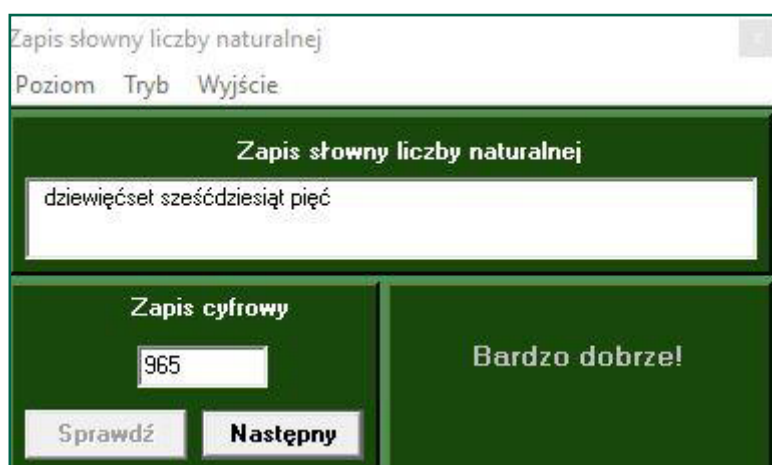 Zapis słowny liczby naturalnej
Poziom Tryb Wyjście
Zapis słowny liczby naturalnej
dziewięćset sześćdziesiąt pięć
Zapis cyfrowy
965
Sprawdź Następny
Bardzo dobrze!